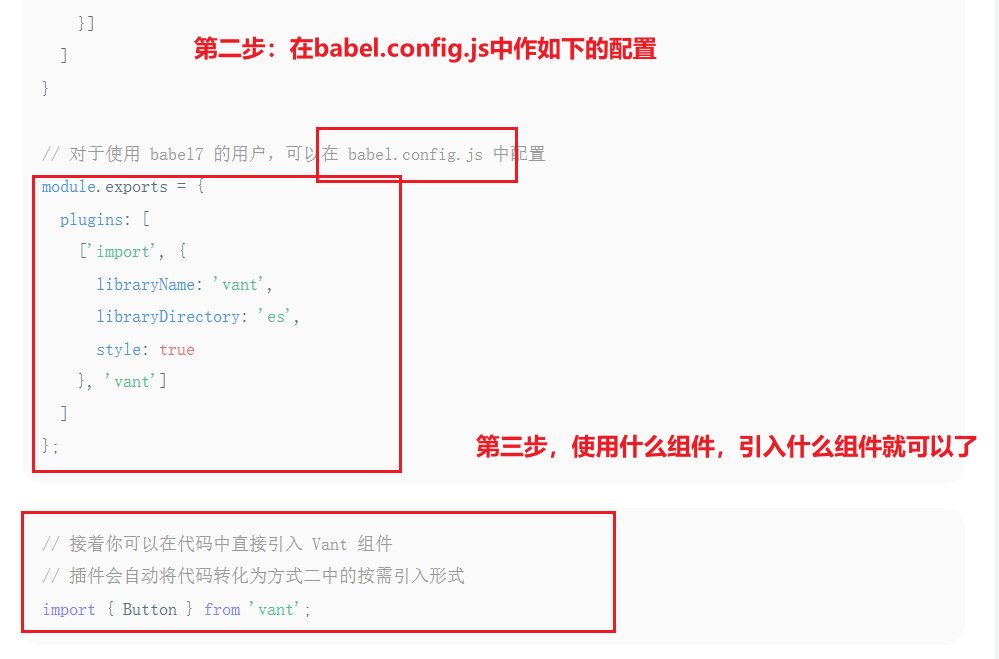 }]
第二步：在babel.config.js中作如下的配置
]
}
// 对于使用 babel7 的用户，可以在 babel.config.js 中配置
module.exports = {
plugins: [
['import', {
libraryName: 'vant',
libraryDirectory: 'es',
style: true
}, 'vant']
]
};
第三步，使用什么组件，引入什么组件就可以了
// 接着你可以在代码中直接引入 Vant 组件
// 插件会自动将代码转化为方式二中的按需引入形式
import { Button } from 'vant';